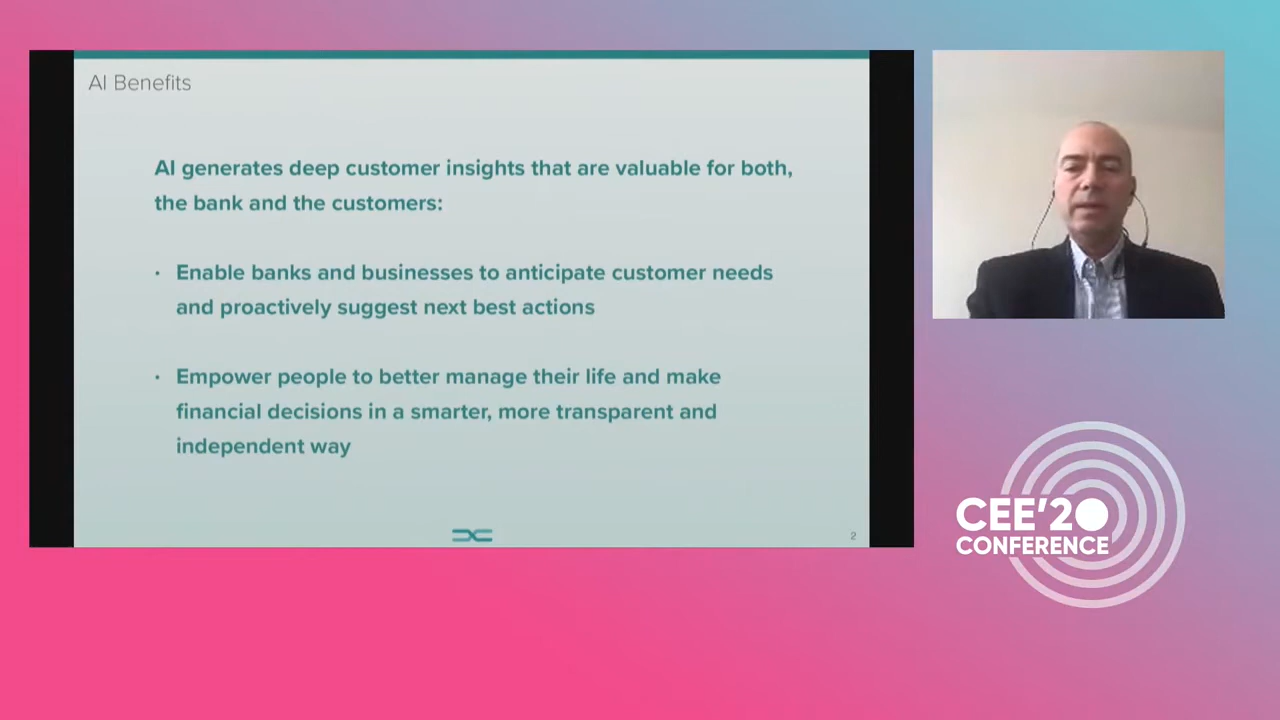 AI Benefits
AI generates deep customer insights that are valuable for both,
the bank and the customers:
· Enable banks and businesses to anticipate customer needs
and proactively suggest next best actions
· Empower people to better manage their life and make
financial decisions in a smarter, more transparent and
independent way
2
CEE'20
CONFERENCE